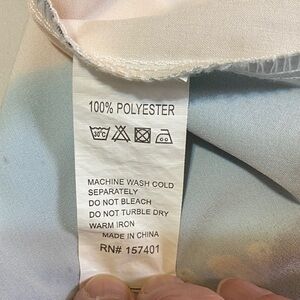 100% POLYESTER
30°C
MACHINE WASH COLD
SEPARATELY
DO NOT BLEACH
DO NOT TURBLE DRY
WARM IRON
MADE IN CHINA
RN# 157401